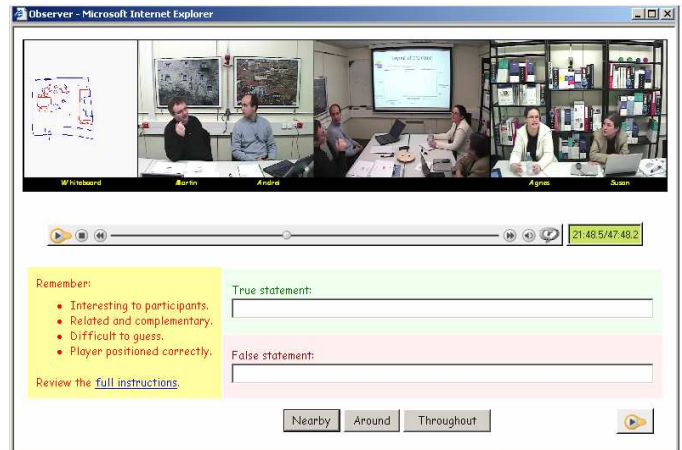 Observer - Microsoft Internet Explorer
Whiteboard Martin Andrei Agnes Susan
21:48.5/47:48.2
Remember:
• Interesting to participants.
• Related and complementary.
• Difficult to guess.
• Player positioned correctly.
Review the full instructions.
True statement:
False statement:
Nearby Around Throughout